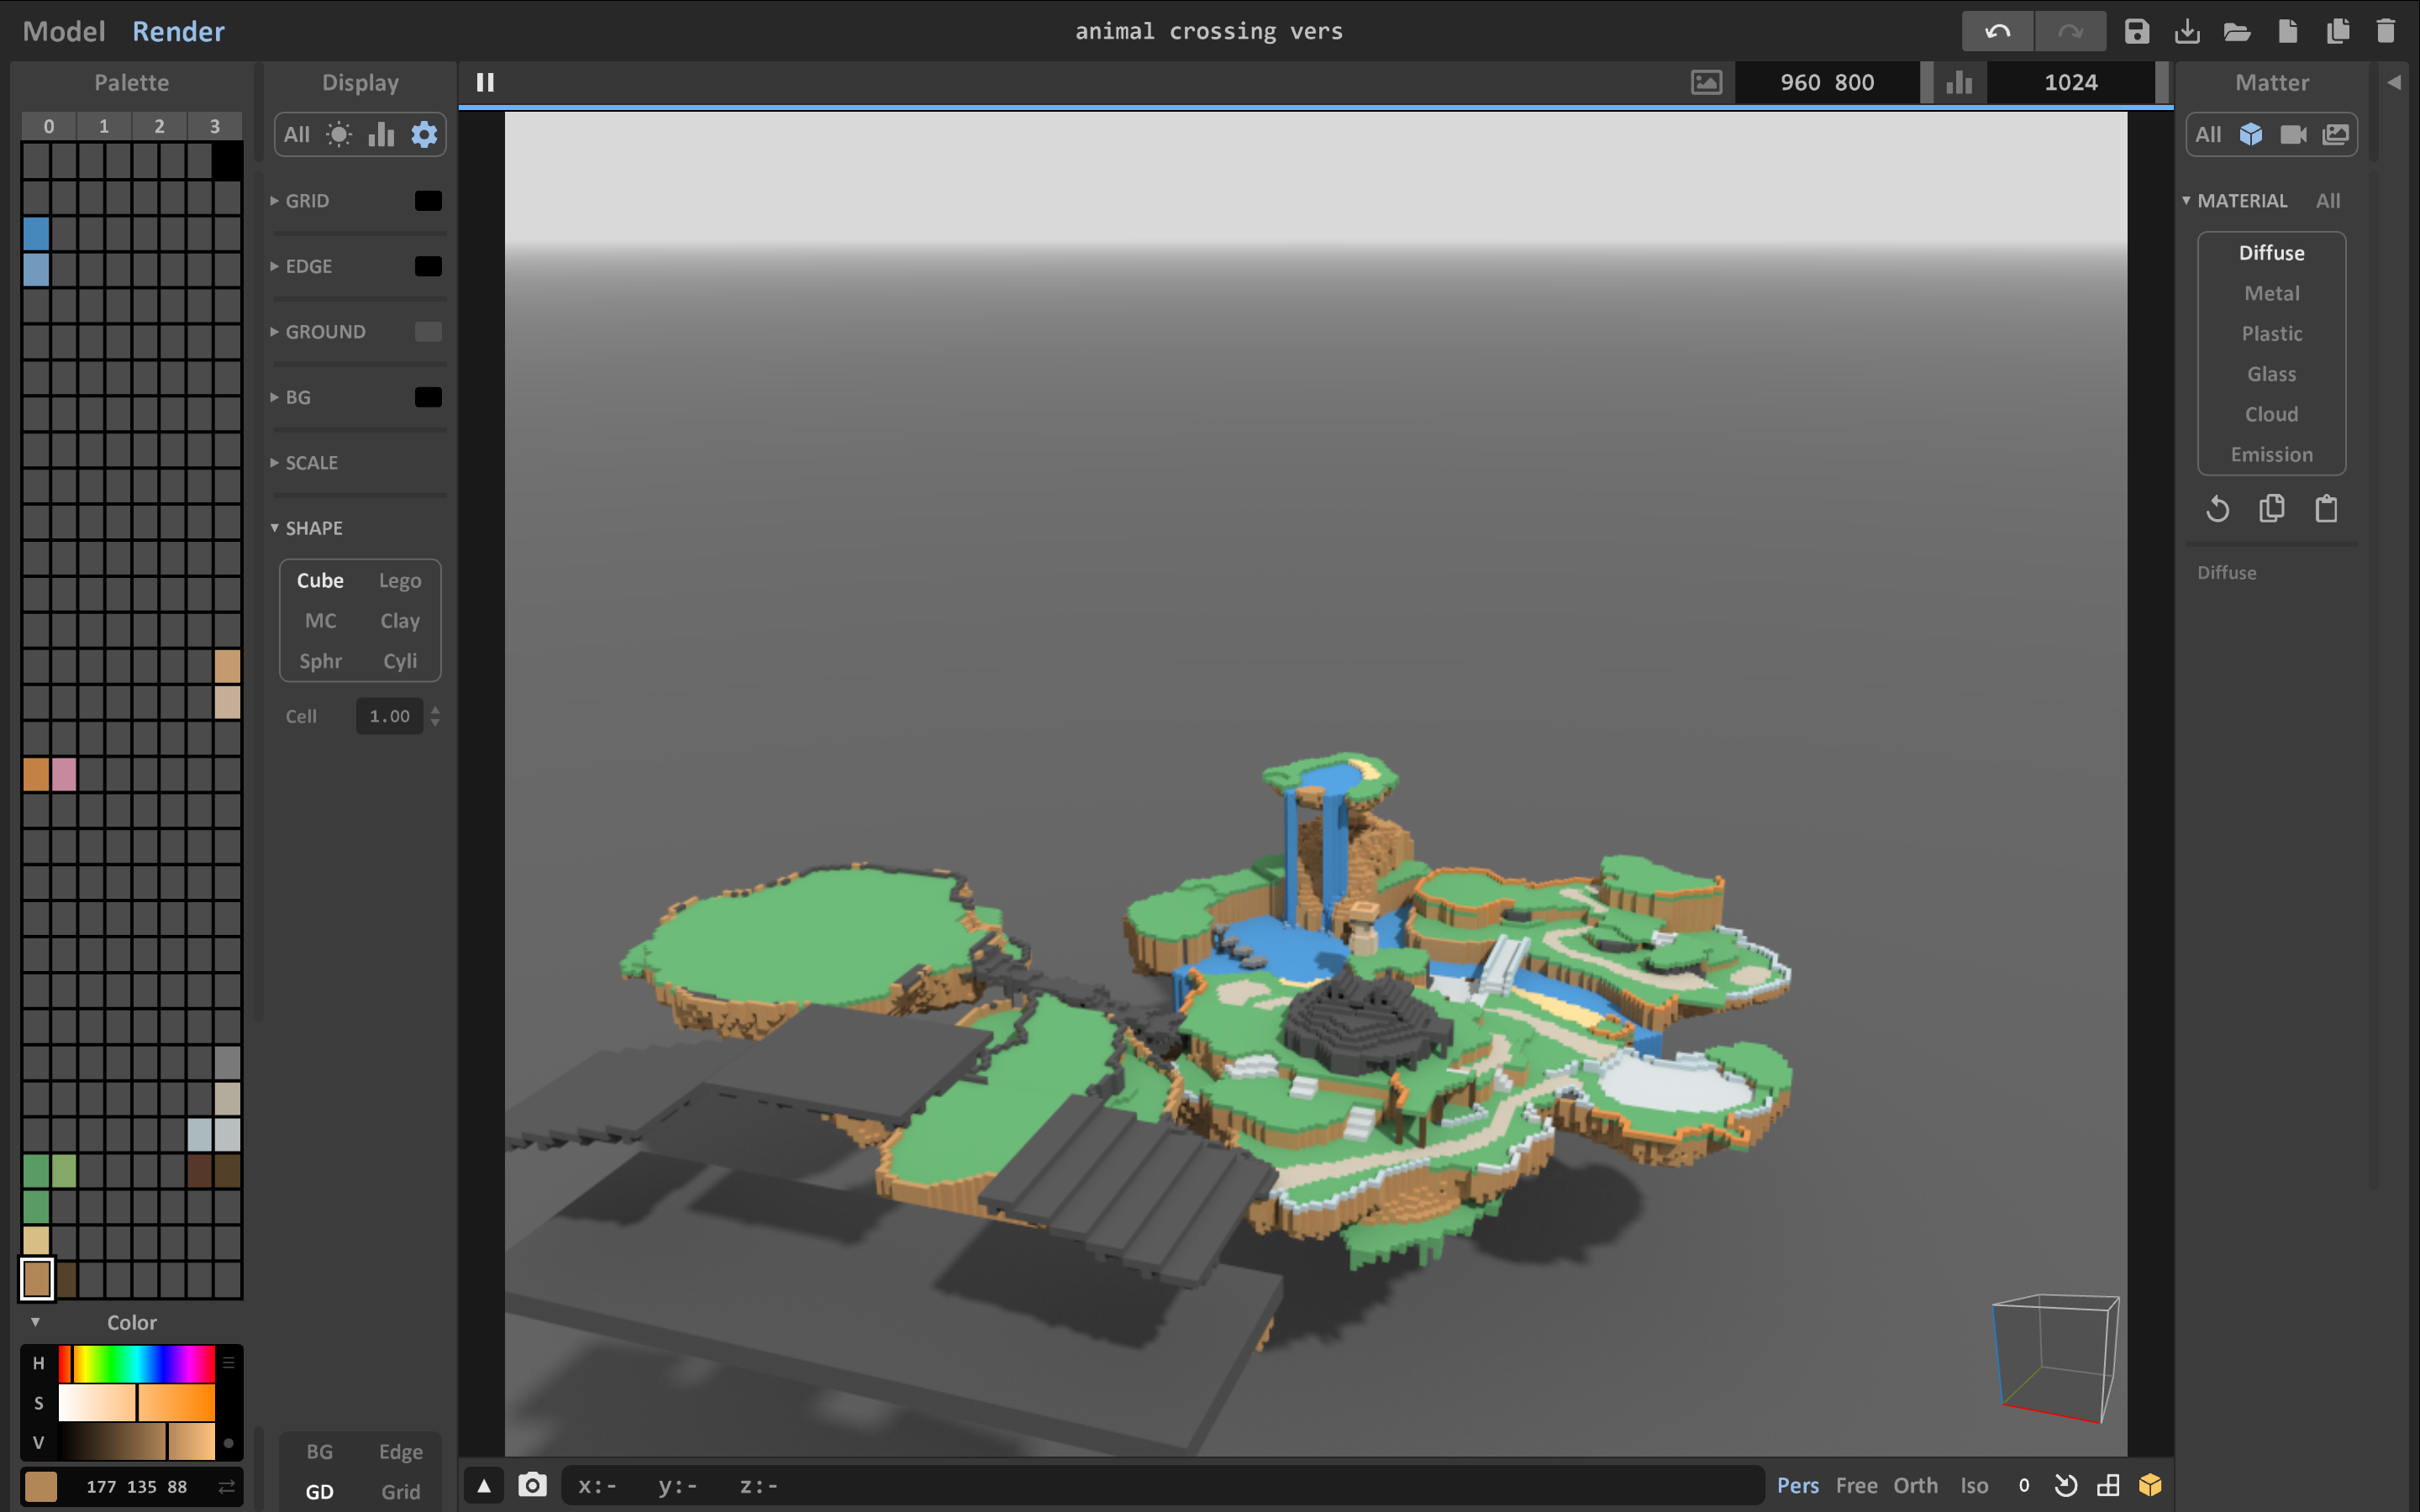 Model Render animal crossing vers
Palette Display 960 800 1024 Matter
0 1 2 3
All
All
GRID
MATERIAL All
Diffuse
EDGE
Metal
GROUND
Plastic
Glass
BG
Cloud
SCALE
Emission
SHAPE
Diffuse
Cube Lego
MC Clay
Sphr Cyli
Cell 1.00
Color
H
S
V
BG Edge
177 135 88
GD Grid
x:- y:- z:- Pers Free Orth Iso 0